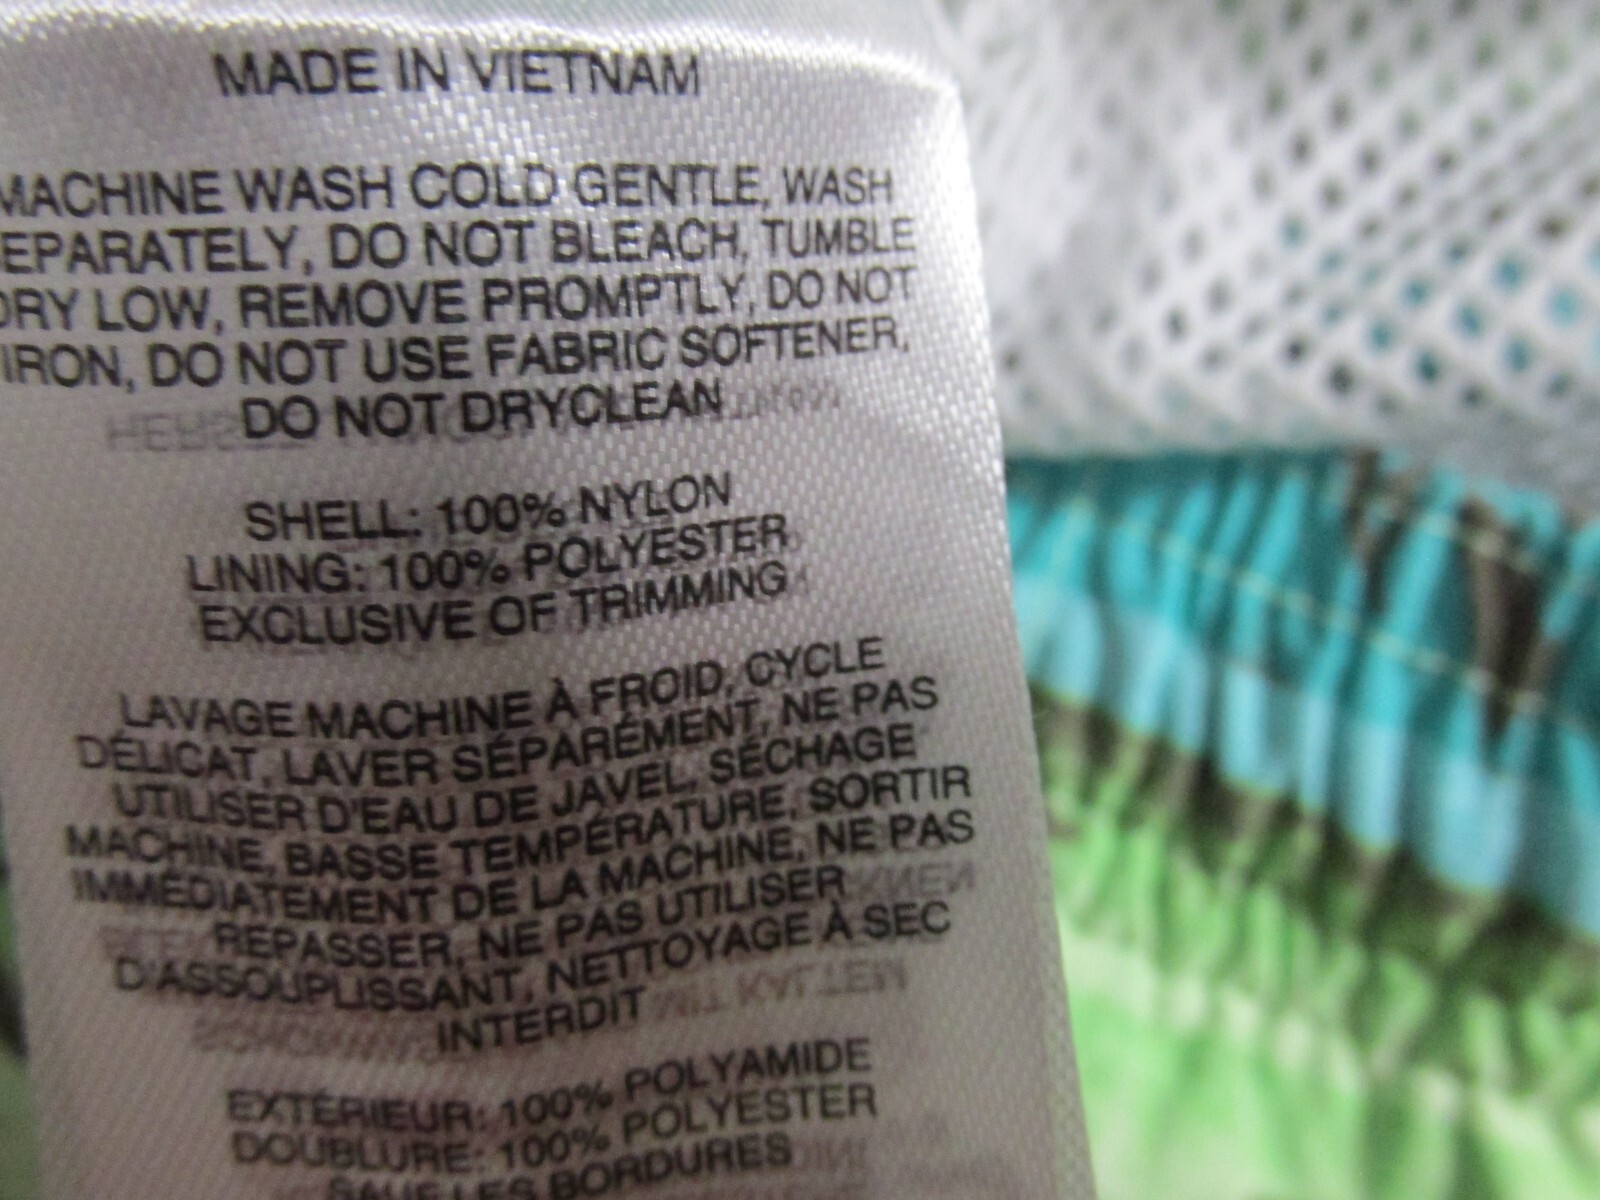 MADE IN VIETNAM
MACHINE WASH COLD GENTLE, WASH
SEPARATELY, DO NOT BLEACH, TUMBLE
DRY LOW, REMOVE PROMPTLY, DO NOT
IRON, DO NOT USE FABRIC SOFTENER,
DO NOT DRYCLEAN
SHELL: 100% NYLON
LINING: 100% POLYESTER
EXCLUSIVE OF TRIMMING
LAVAGE MACHINE À FROID, CYCLE
DÉLICAT, LAVER SÉPARÉMENT, NE PAS
UTILISER D'EAU DE JAVEL, SÉCHAGE
MACHINE, BASSE TEMPÉRATURE, SORTIR
IMMÉDIATEMENT DE LA MACHINE, NE PAS
REPASSER, NE PAS UTILISER
D'ASSOUPLISSANT, NETTOYAGE À SEC
INTERDIT
EXTÉRIEUR: 100% POLYAMIDE
DOUBLURE: 100% POLYESTER
SAUF LES BORDURES